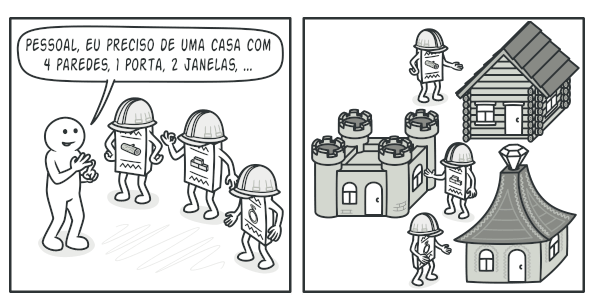 PESSOAL, EU PRECISO DE UMA CASA COM
4 PAREDES, 1 PORTA, 2 JANELAS, ...